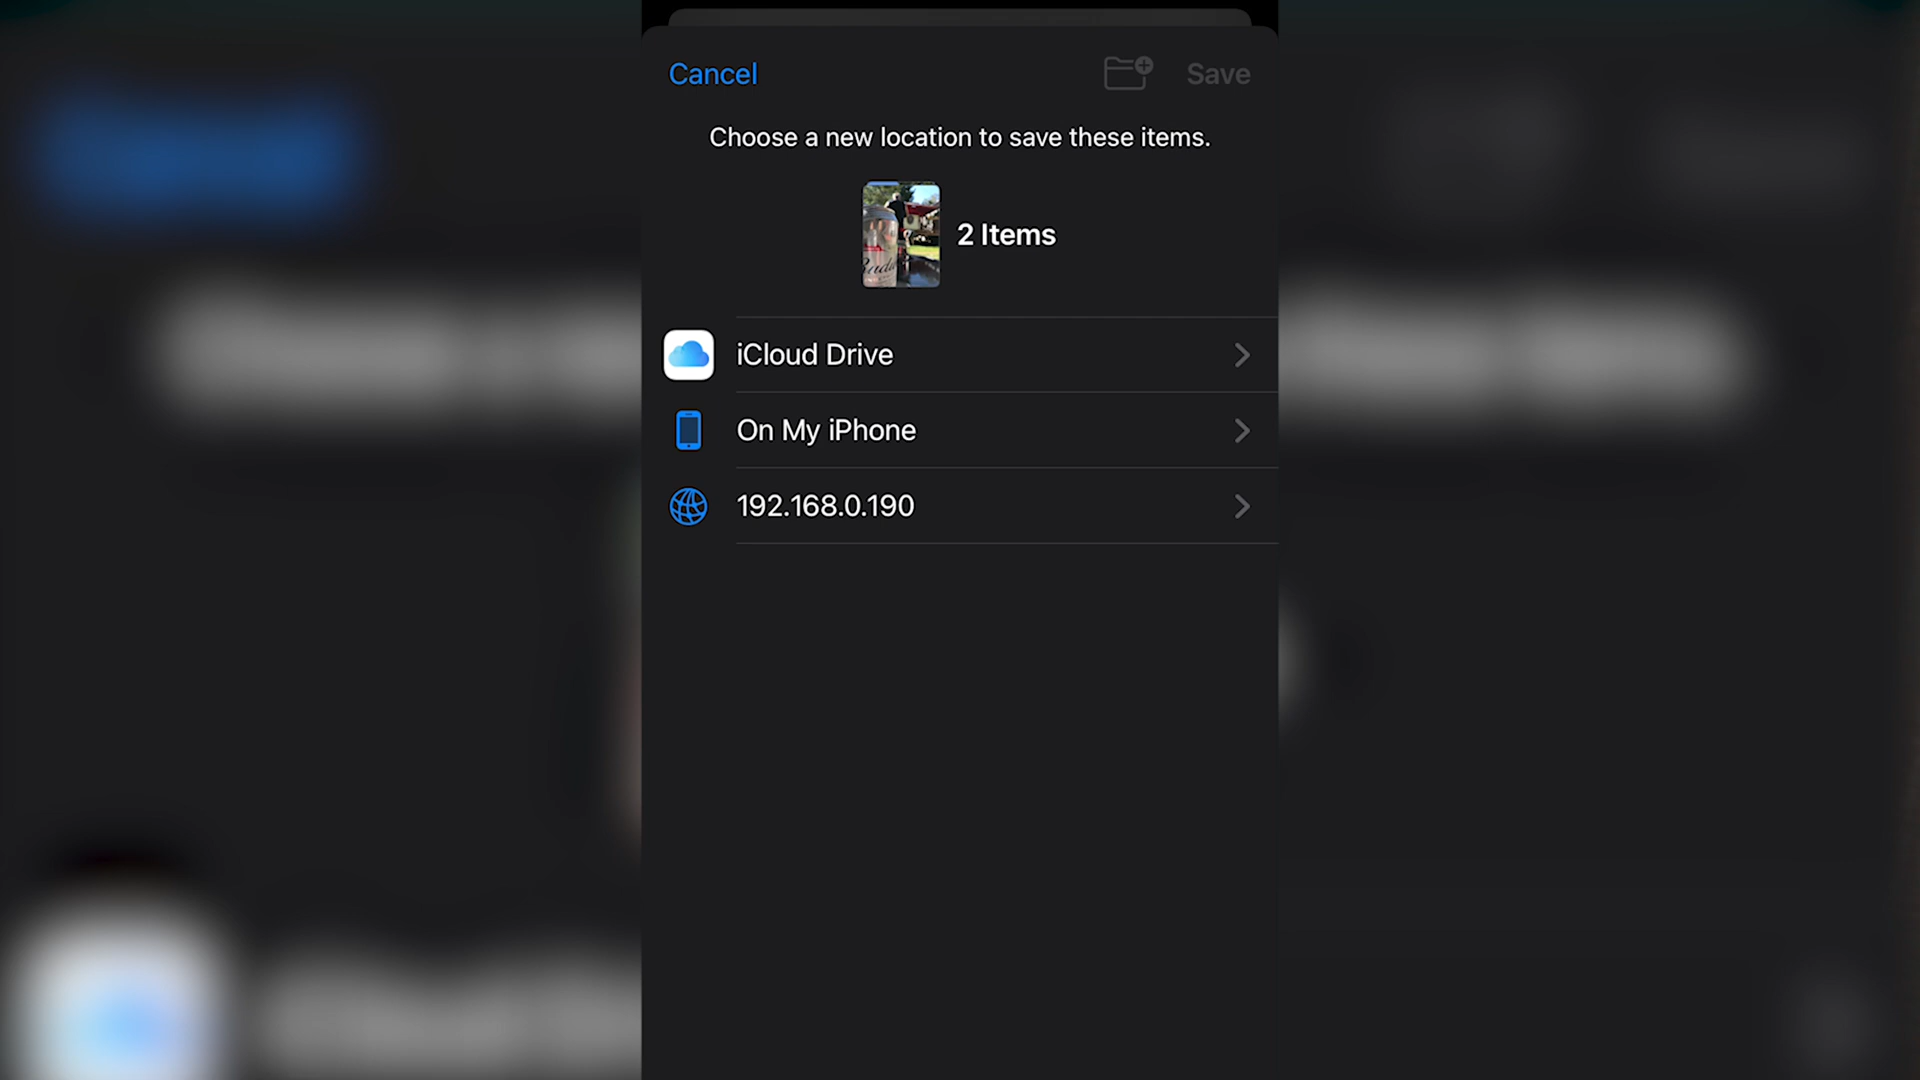 Cancel
Save
Choose a new location to save these items.
2 Items
iCloud Drive
On My iPhone
192.168.0.190